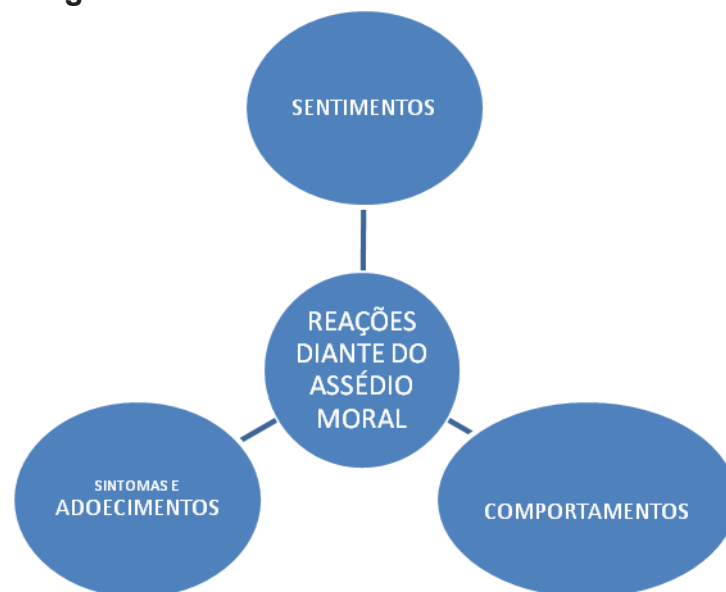 SENTIMENTOS
REAÇÕES
DIANTE DO
ASSÉDIO
MORAL
SINTOMAS E
ADOECIMENTOS
COMPORTAMENTOS